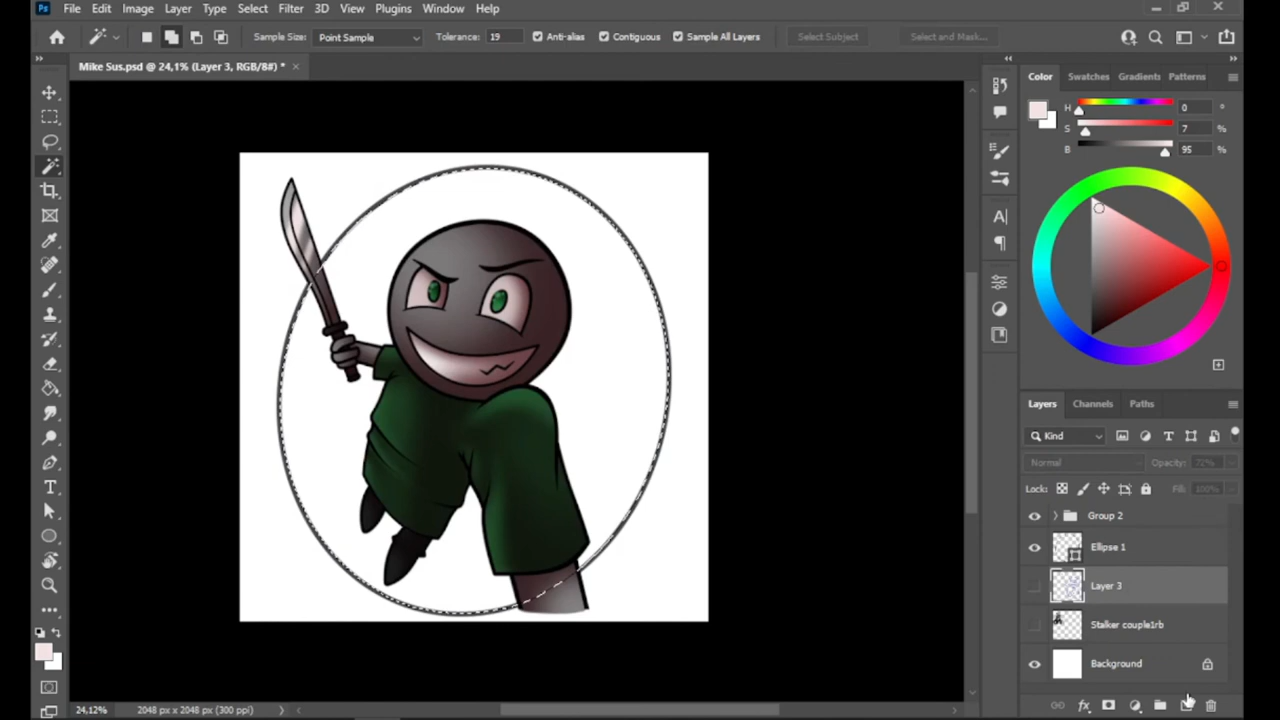 Ps File Edit Image Layer Type Select Filter 3D View Plugins Window Help
Sample Size: Point Sample Tolerance: 19 Anti-alias Contiguous Sample All Layers Select Subject Select and Mask...
Mike Sus.psd @ 24,1% (Layer 3, RGB/8#) *
Color Swatches Gradients Patterns
H 0 °
S 7 %
B 95 %
Layers Channels Paths
Kind
Normal Opacity: 72%
Lock: Fill: 100%
Group 2
Ellipse 1
Layer 3
Stalker couple1rb
Background
24,12% 2048 px x 2048 px (300 ppi)